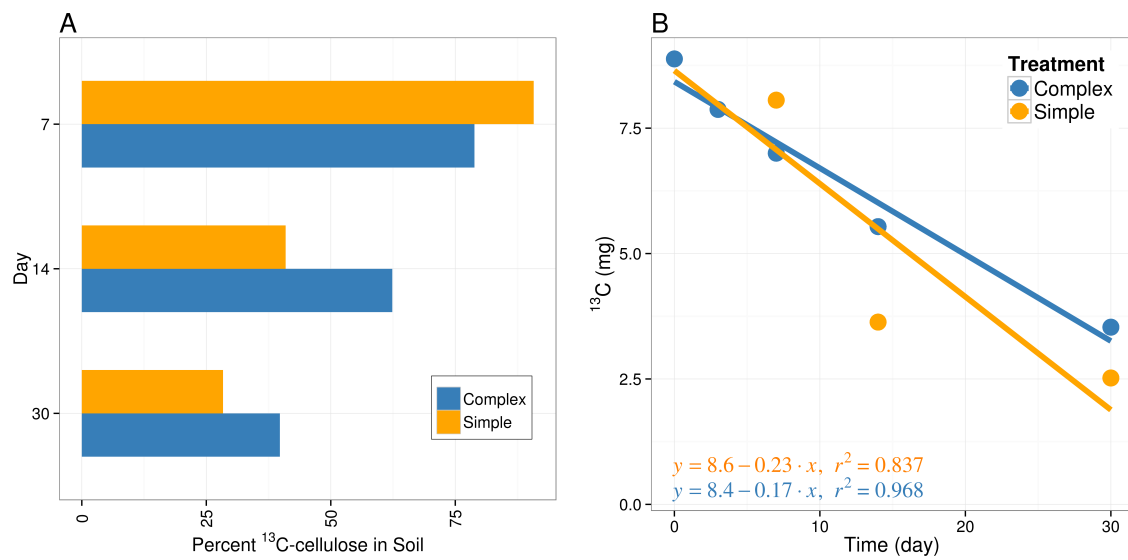 A
Day
7
14
30
Complex
Simple
0
25
50
75
Percent ¹³C-cellulose in Soil
B
¹³C (mg)
7.5
5.0
2.5
0.0
Treatment
Complex
Simple
y = 8.6 − 0.23 · x, r² = 0.837
y = 8.4 − 0.17 · x, r² = 0.968
0
10
20
30
Time (day)